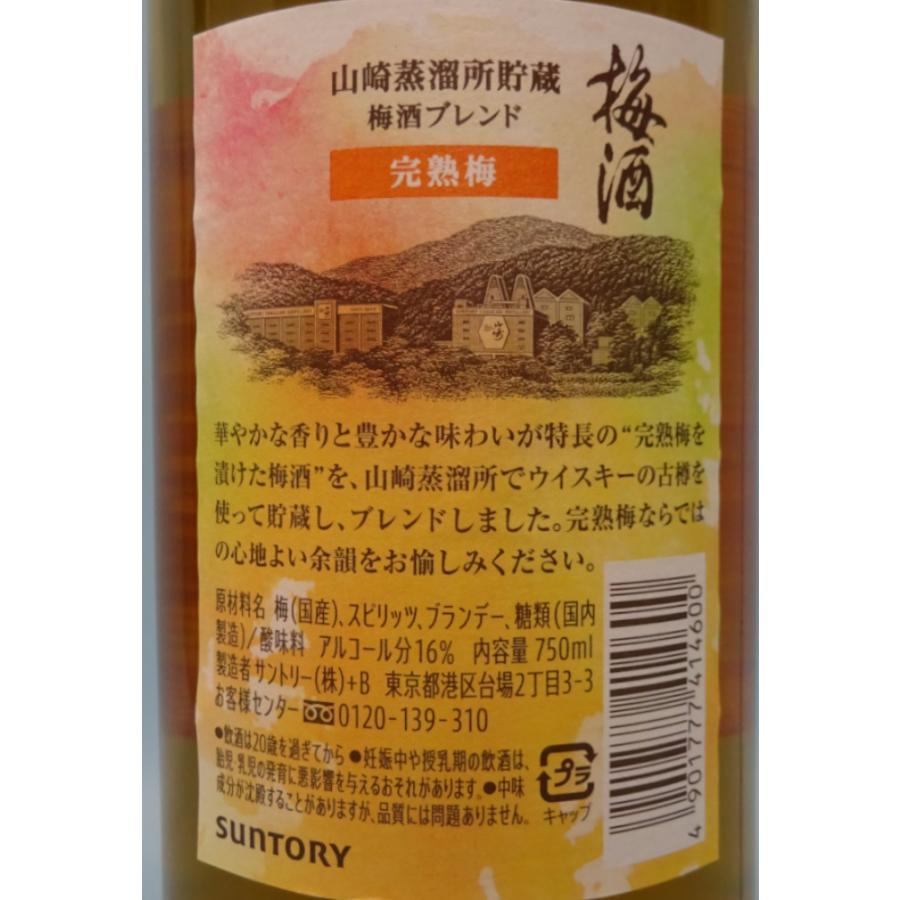 山崎蒸溜所貯蔵
梅酒ブレンド
完熟梅
梅酒
華やかな香りと豊かな味わいが特長の“完熟梅を
漬けた梅酒”を、山崎蒸溜所でウイスキーの古樽を
使って貯蔵し、ブレンドしました。完熟梅ならでは
の心地よい余韻をお愉しみください。
原材料名 梅(国産)、スピリッツ、ブランデー、糖類(国内
製造)/酸味料 アルコール分16% 内容量750ml
製造者 サントリー(株)+B 東京都港区台場2丁目3-3
お客様センター 0120-139-310
●飲酒は20歳を過ぎてから ●妊娠中や授乳期の飲酒は、
胎児・乳児の発育に悪影響を与えるおそれがあります。●中味
成分が沈殿することがありますが、品質には問題ありません。
プラ
キャップ
SUNTORY
4901777414600